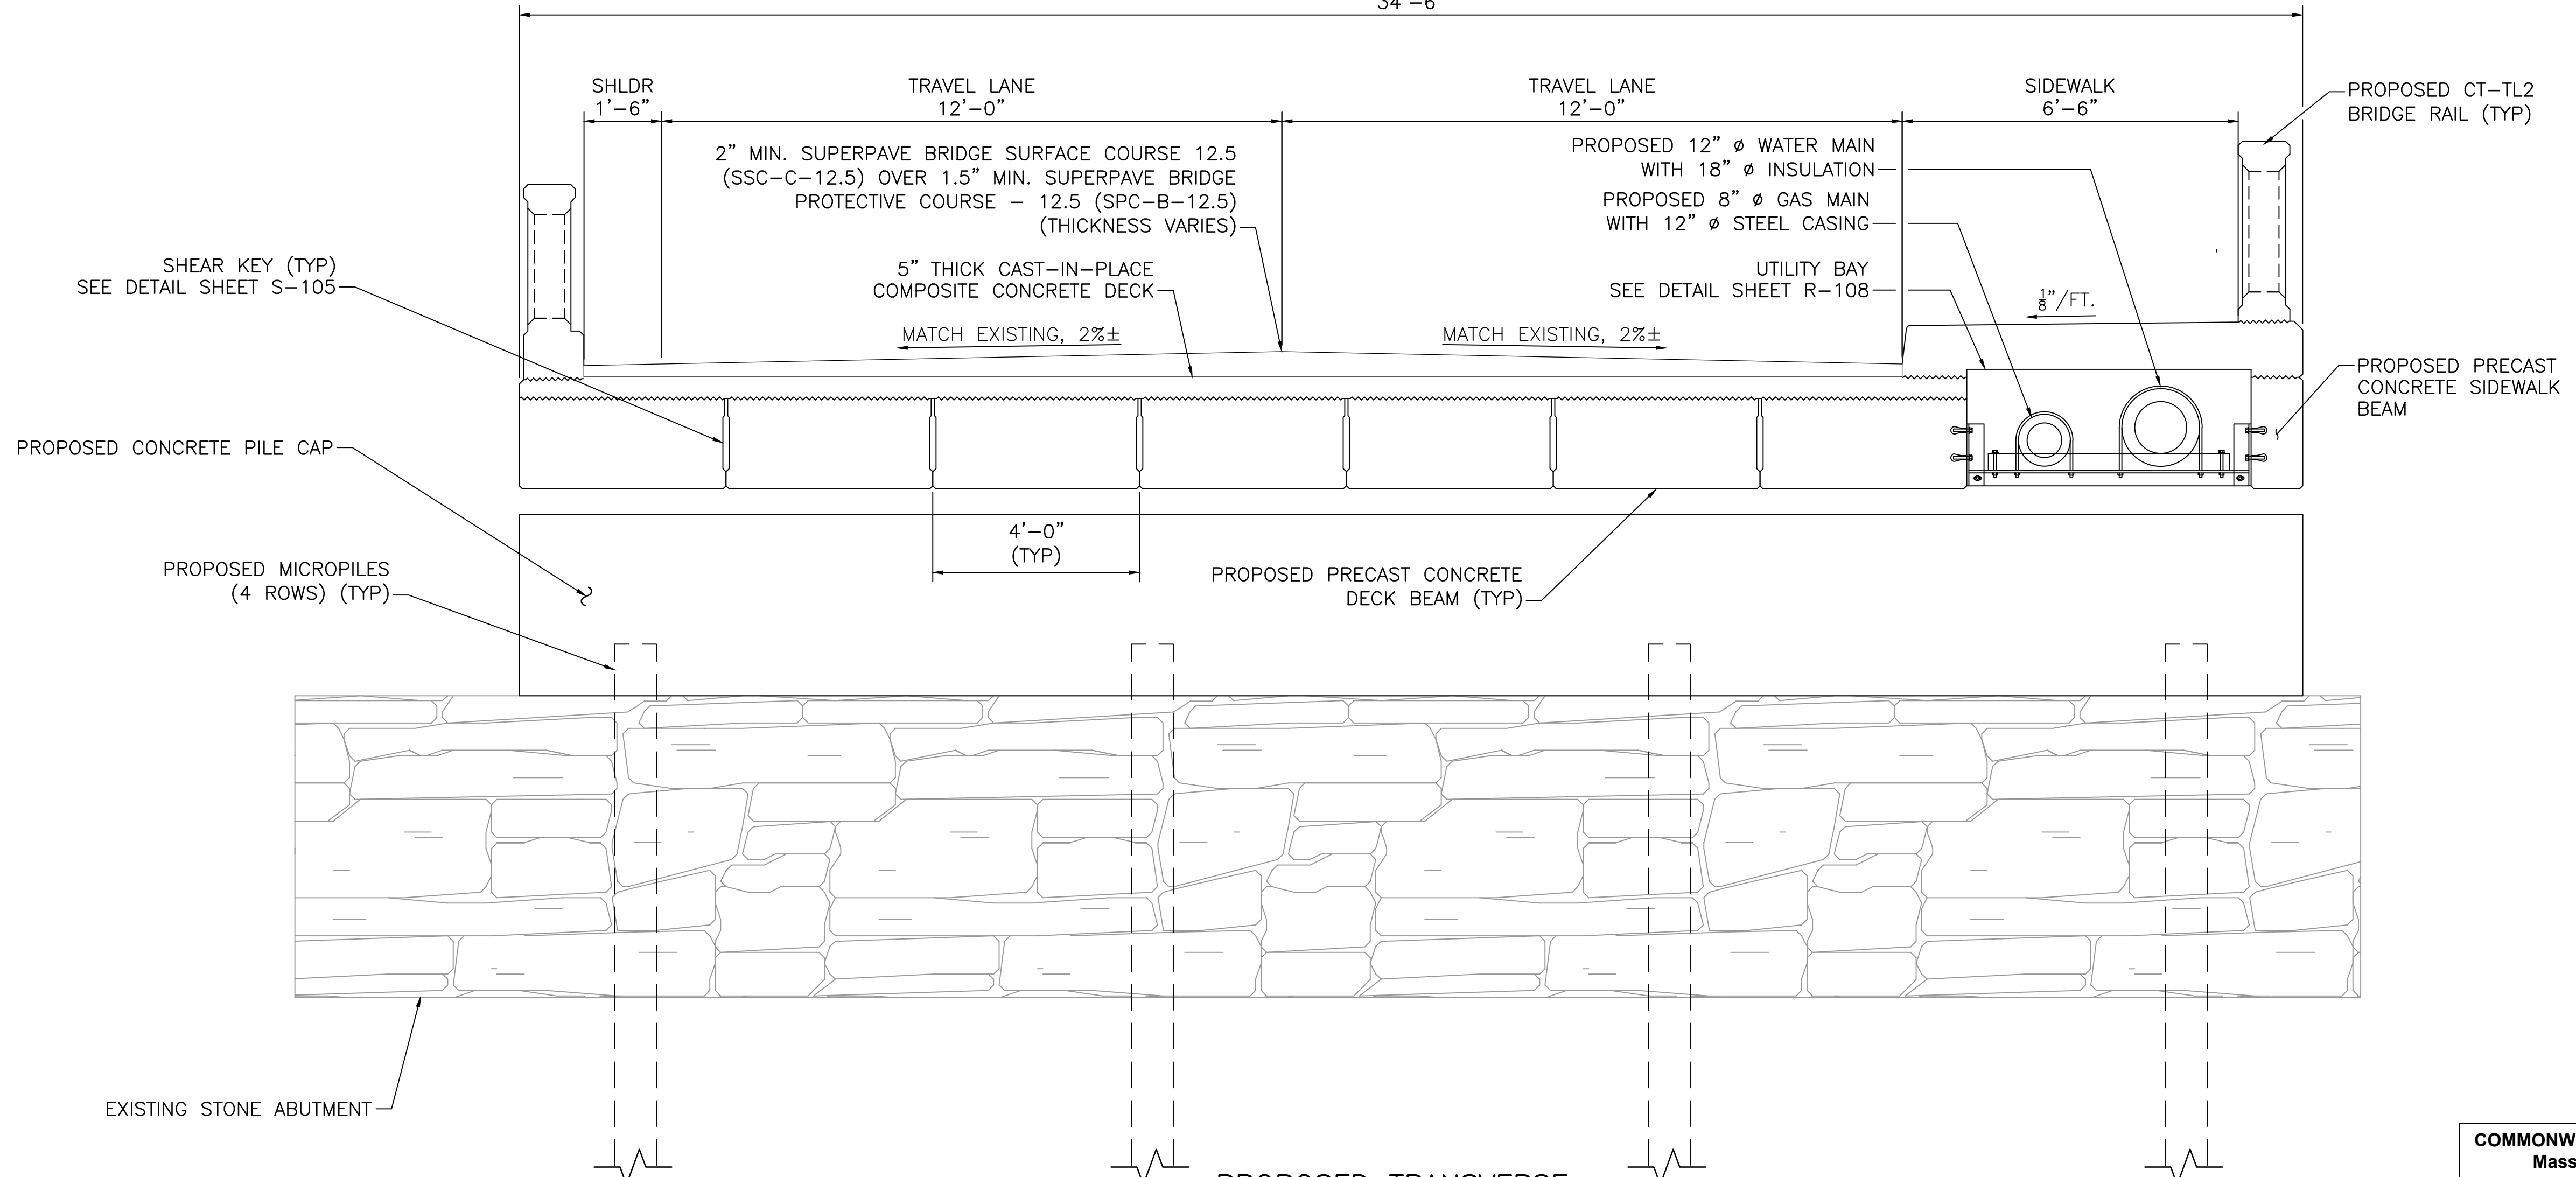 34'-6"
SHLDR
1'-6"
TRAVEL LANE
12'-0"
TRAVEL LANE
12'-0"
SIDEWALK
6'-6"
PROPOSED CT-TL2
BRIDGE RAIL (TYP)
2" MIN. SUPERPAVE BRIDGE SURFACE COURSE 12.5
(SSC-C-12.5) OVER 1.5" MIN. SUPERPAVE BRIDGE
PROTECTIVE COURSE - 12.5 (SPC-B-12.5)
(THICKNESS VARIES)
PROPOSED 12" ø WATER MAIN
WITH 18" ø INSULATION
PROPOSED 8" ø GAS MAIN
WITH 12" ø STEEL CASING
SHEAR KEY (TYP)
SEE DETAIL SHEET S-105
5" THICK CAST-IN-PLACE
COMPOSITE CONCRETE DECK
UTILITY BAY
SEE DETAIL SHEET R-108
1/8"/FT.
MATCH EXISTING, 2%±
MATCH EXISTING, 2%±
PROPOSED PRECAST
CONCRETE SIDEWALK
BEAM
PROPOSED CONCRETE PILE CAP
4'-0"
(TYP)
PROPOSED MICROPILES
(4 ROWS) (TYP)
PROPOSED PRECAST CONCRETE
DECK BEAM (TYP)
EXISTING STONE ABUTMENT
PROPOSED TRANSVERSE
COMMONW
Mass